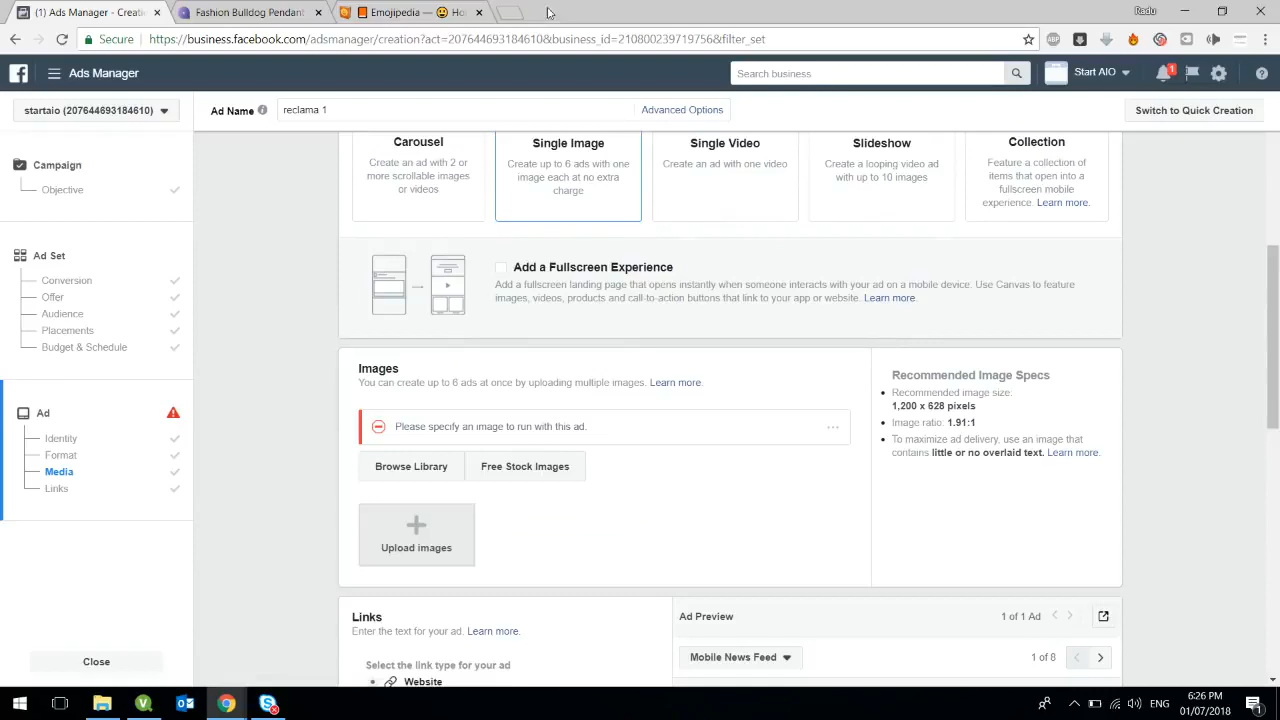 Ads Manager - Creati
Fashion Bulldog Pendant
Emojipedia — 😃 Ho
Radu
Secure
https://business.facebook.com/adsmanager/creation?act=207644693184610&business_id=210800239719756&filter_set
ABP
Ads Manager
Search business
Start AIO
1
startaio (207644693184610)
Ad Name
reclama 1
Advanced Options
Switch to Quick Creation
Campaign
Objective
Ad Set
Conversion
Offer
Audience
Placements
Budget & Schedule
Ad
Identity
Format
Media
Links
Close
Carousel
Create an ad with 2 or
more scrollable images
or videos
Single Image
Create up to 6 ads with one
image each at no extra
charge
Single Video
Create an ad with one video
Slideshow
Create a looping video ad
with up to 10 images
Collection
Feature a collection of
items that open into a
fullscreen mobile
experience. Learn more.
Add a Fullscreen Experience
Add a fullscreen landing page that opens instantly when someone interacts with your ad on a mobile device. Use Canvas to feature
images, videos, products and call-to-action buttons that link to your app or website. Learn more.
Images
You can create up to 6 ads at once by uploading multiple images. Learn more.
Please specify an image to run with this ad.
Browse Library
Free Stock Images
Upload images
Recommended Image Specs
Recommended image size:
1,200 x 628 pixels
Image ratio: 1.91:1
To maximize ad delivery, use an image that
contains little or no overlaid text. Learn more.
Links
Enter the text for your ad. Learn more.
Select the link type for your ad
Website
Ad Preview
1 of 1 Ad
Mobile News Feed
1 of 8
ENG
6:26 PM
01/07/2018
1